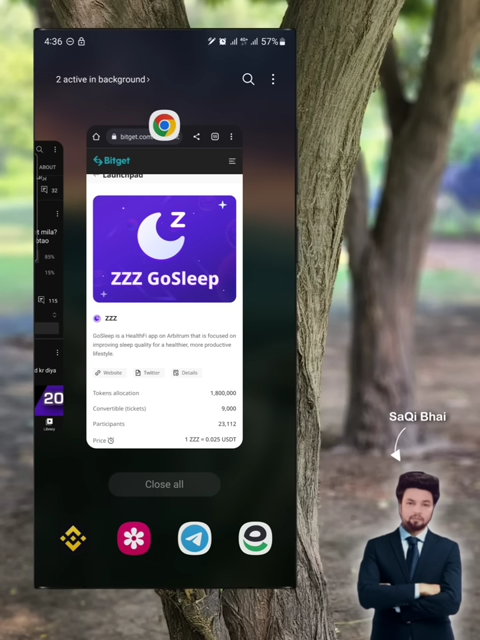 4:36
57%
2 active in background ›
bitget.com
Bitget
Launchpad
Z
ZZZ GoSleep
ZZZ
GoSleep is a HealthFi app on Arbitrum that is focused on
improving sleep quality for a healthier, more productive
lifestyle.
Website
Twitter
Details
Tokens allocation 1,800,000
Convertible (tickets) 9,000
Participants 23,112
Price 1 ZZZ = 0.025 USDT
ABOUT
32
t mila?
otao
85%
15%
115
d kr diya
20
Library
Close all
SaQi Bhai